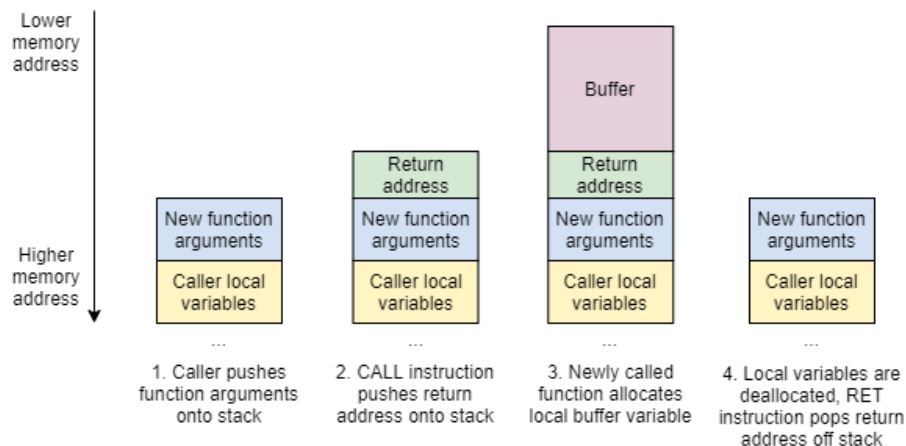 Lower
memory
address
Higher
memory
address
New function
arguments
Caller local
variables
...
1. Caller pushes
function arguments
onto stack
Return
address
New function
arguments
Caller local
variables
...
2. CALL instruction
pushes return
address onto stack
Buffer
Return
address
New function
arguments
Caller local
variables
...
3. Newly called
function allocates
local buffer variable
New function
arguments
Caller local
variables
...
4. Local variables are
deallocated, RET
instruction pops return
address off stack